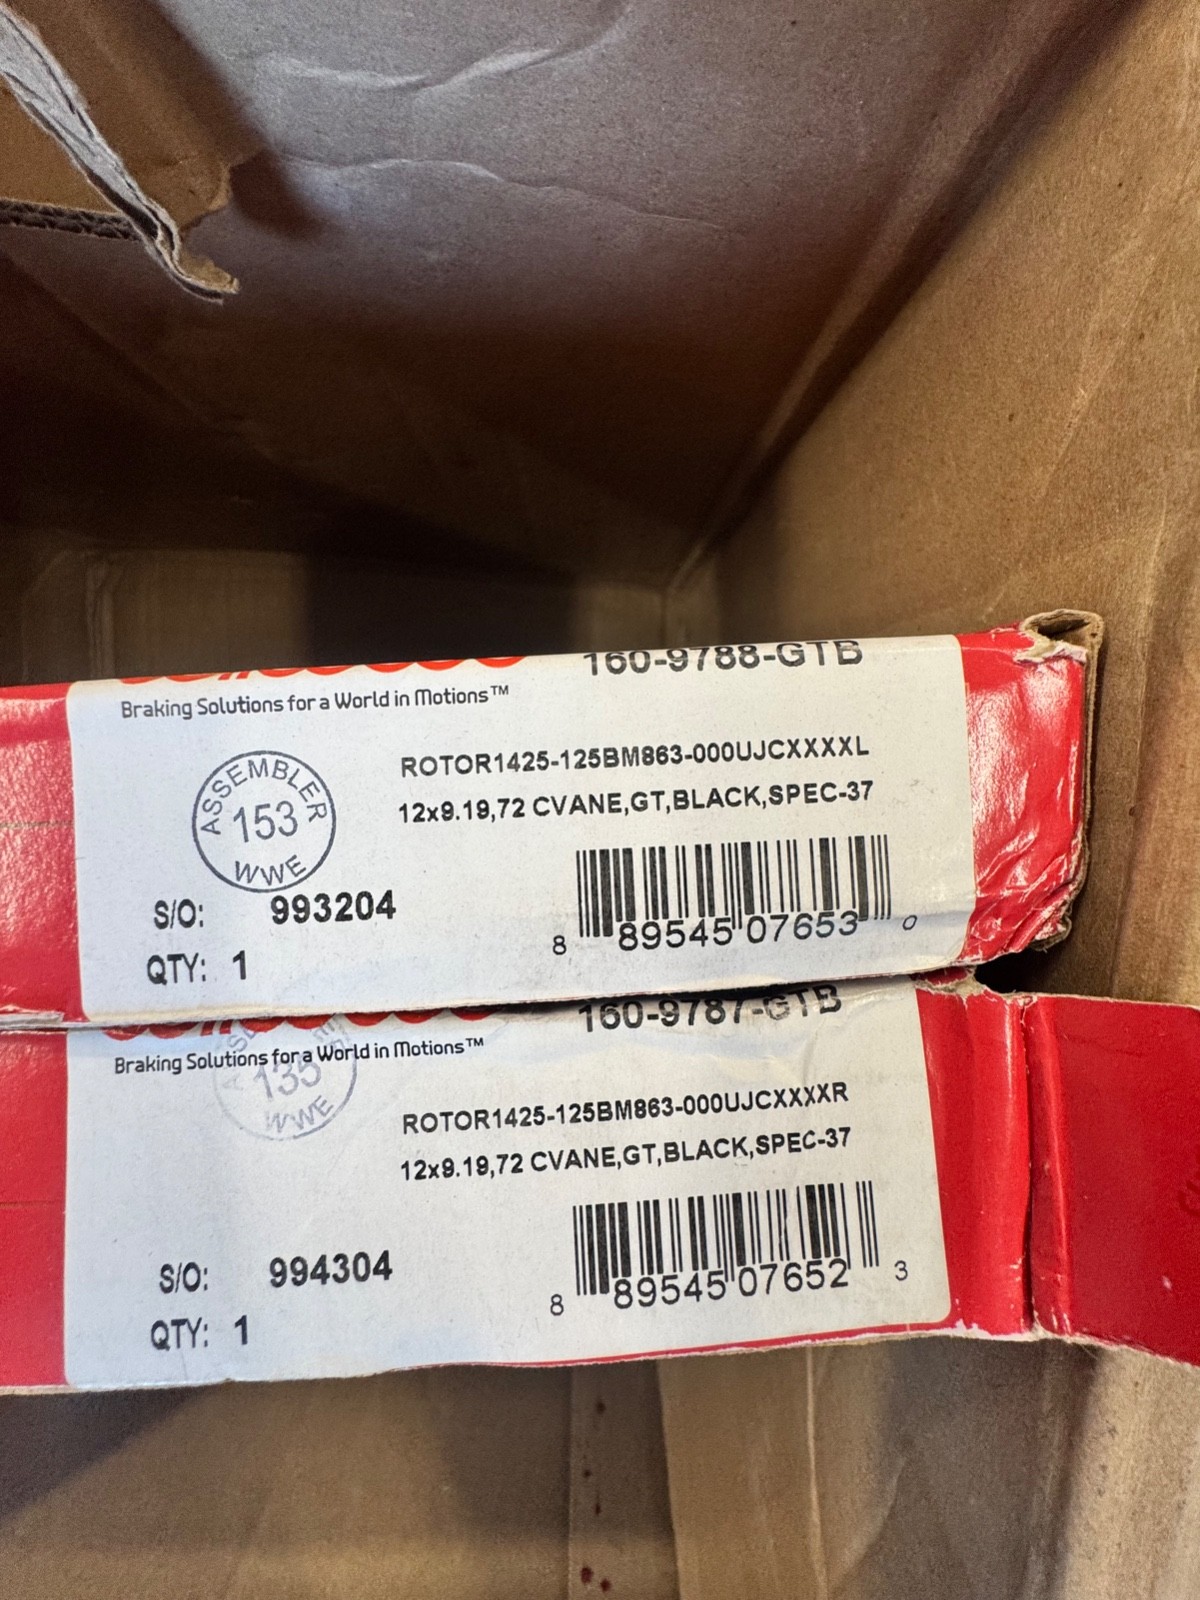 160-9788-GTB
Braking Solutions for a World in Motions™
ROTOR1425-125BM863-000UJCXXXXL
12x9.19,72 CVANE,GT,BLACK,SPEC-37
ASSEMBLER
153
WWE
S/O: 993204
QTY: 1
8 89545 07653 0
160-9787-GTB
Braking Solutions for a World in Motions™
135
WWE
ROTOR1425-125BM863-000UJCXXXXR
12x9.19,72 CVANE,GT,BLACK,SPEC-37
S/O: 994304
QTY: 1
8 89545 07652 3